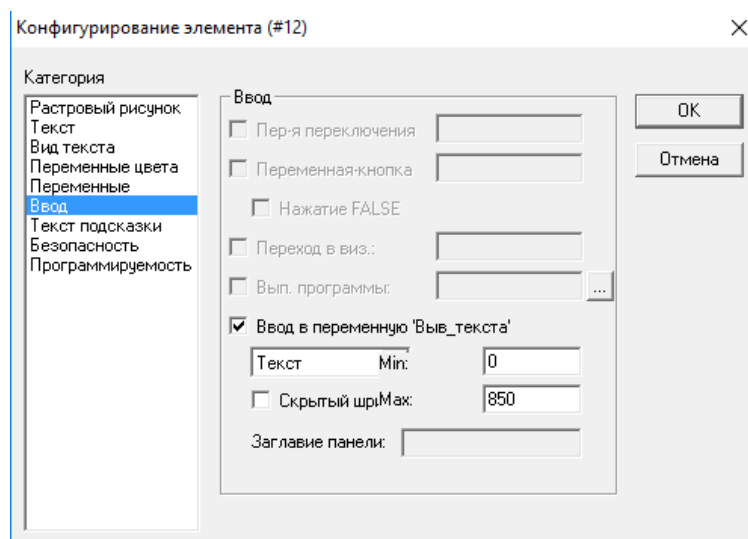 Конфигурирование элемента (#12)
Категория
Растровый рисунок
Текст
Вид текста
Переменные цвета
Переменные
Ввод
Текст подсказки
Безопасность
Программируемость
Ввод
Пер-я переключения
Переменная-кнопка
Нажатие FALSE
Переход в виз.:
Вып. программы:
...
Ввод в переменную 'Выв_текста'
Текст Min: 0
Скрытый шри Max: 850
Заглавие панели:
OK
Отмена